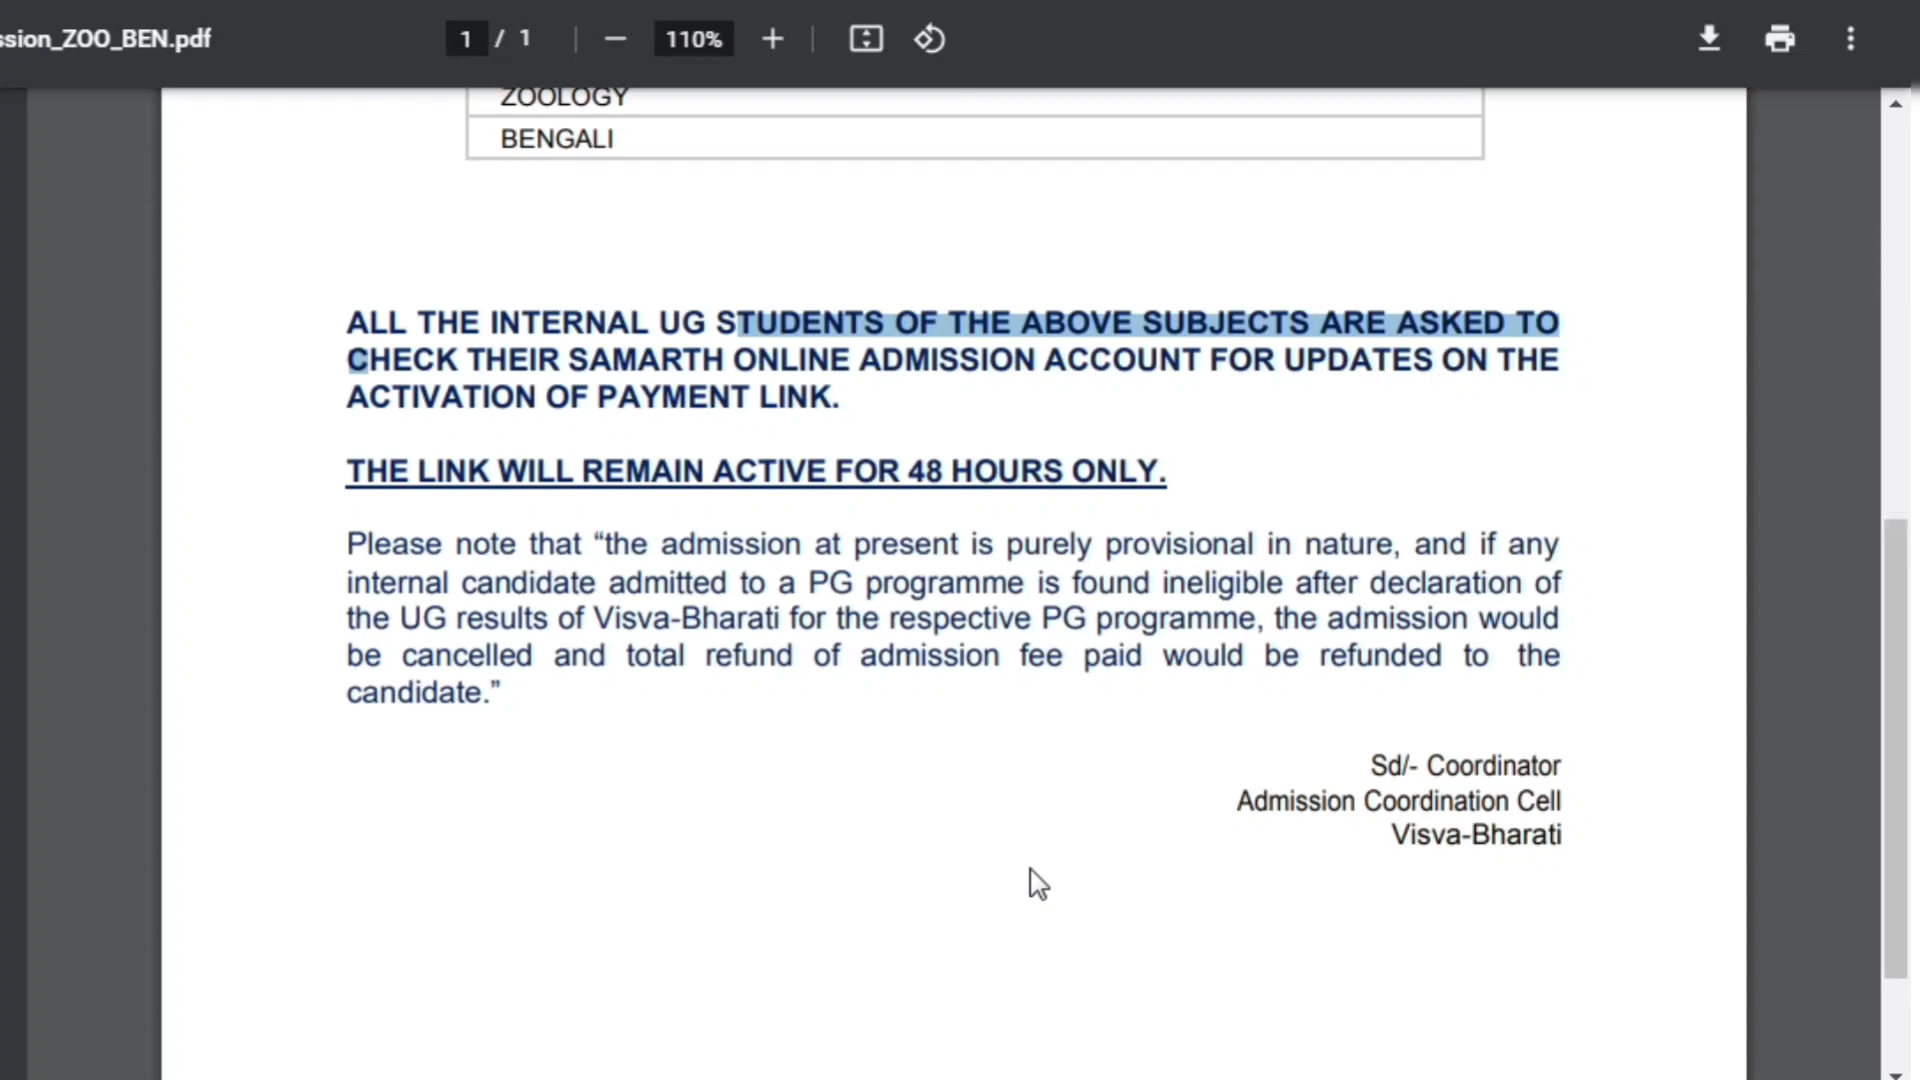 ssion_ZOO_BEN.pdf
1 / 1
110%
ZOOLOGY
BENGALI
ALL THE INTERNAL UG STUDENTS OF THE ABOVE SUBJECTS ARE ASKED TO
CHECK THEIR SAMARTH ONLINE ADMISSION ACCOUNT FOR UPDATES ON THE
ACTIVATION OF PAYMENT LINK.
THE LINK WILL REMAIN ACTIVE FOR 48 HOURS ONLY.
Please note that “the admission at present is purely provisional in nature, and if any
internal candidate admitted to a PG programme is found ineligible after declaration of
the UG results of Visva-Bharati for the respective PG programme, the admission would
be cancelled and total refund of admission fee paid would be refunded to the
candidate.”
Sd/- Coordinator
Admission Coordination Cell
Visva-Bharati